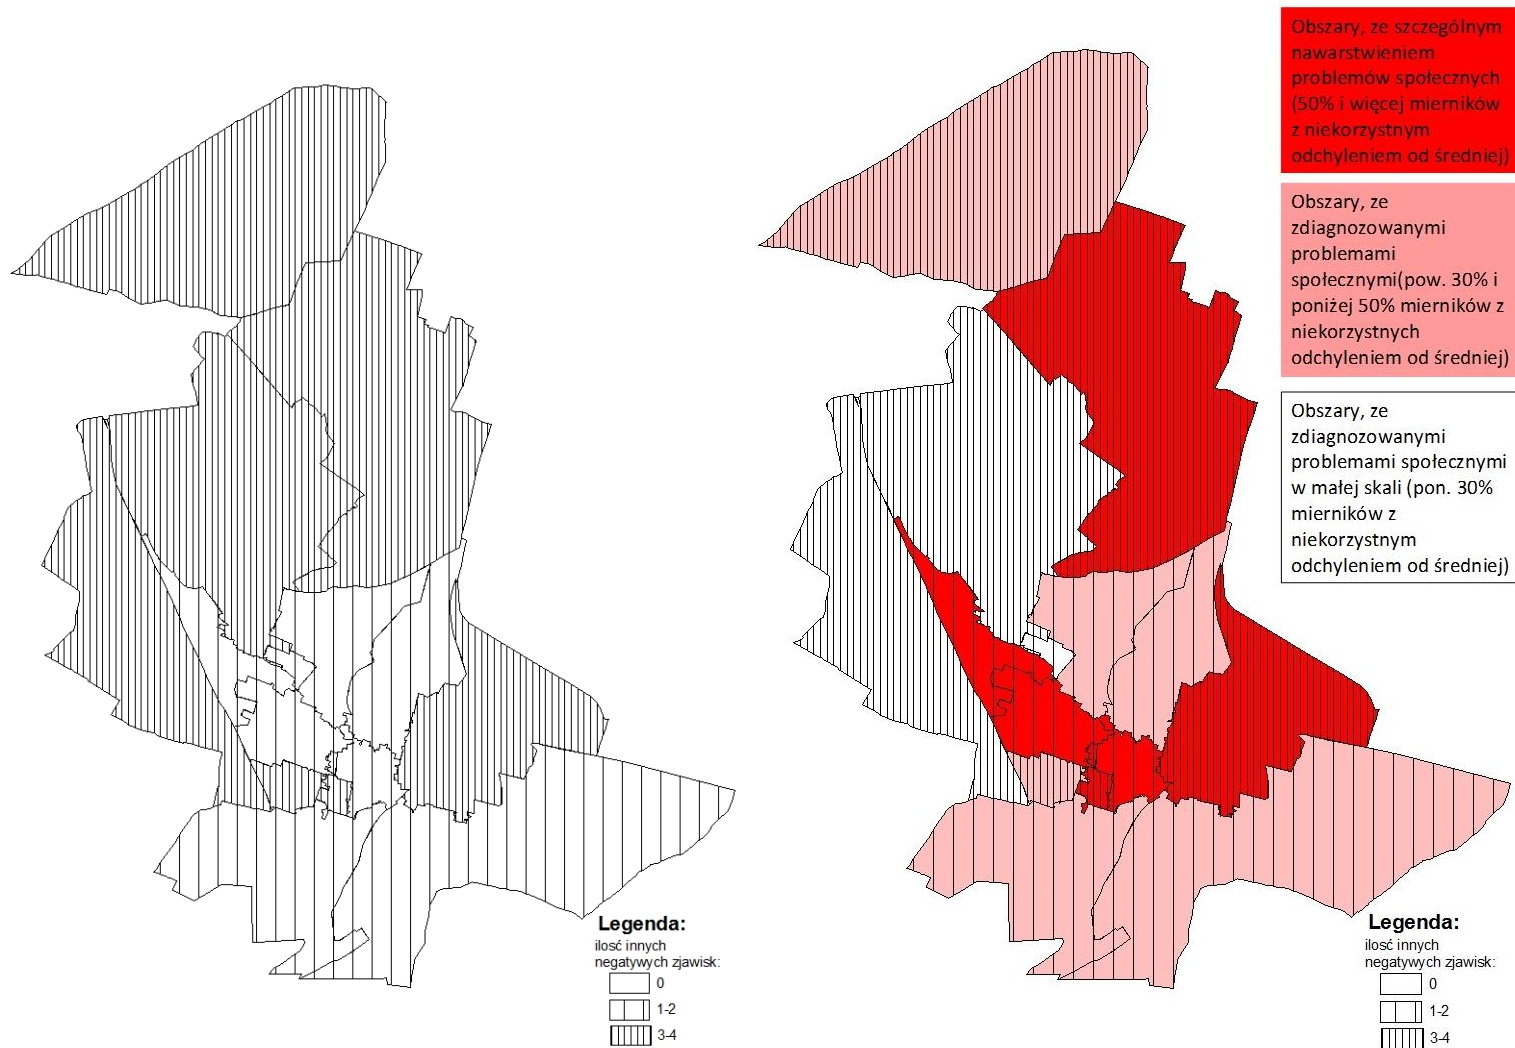 Obszary, ze szczególnym
nawarstwieniem
problemów społecznych
(50% i więcej mierników
z niekorzystnym
odchyleniem od średniej)
Obszary, ze
zdiagnozowanymi
problemami
społecznymi(pow. 30% i
poniżej 50% mierników z
niekorzystnych
odchyleniem od średniej)
Obszary, ze
zdiagnozowanymi
problemami społecznymi
w małej skali (pon. 30%
mierników z
niekorzystnym
odchyleniem od średniej)
Legenda:
ilosć innych
negatywych zjawisk:
0
1-2
3-4
Legenda:
ilosć innych
negatywych zjawisk:
0
1-2
3-4